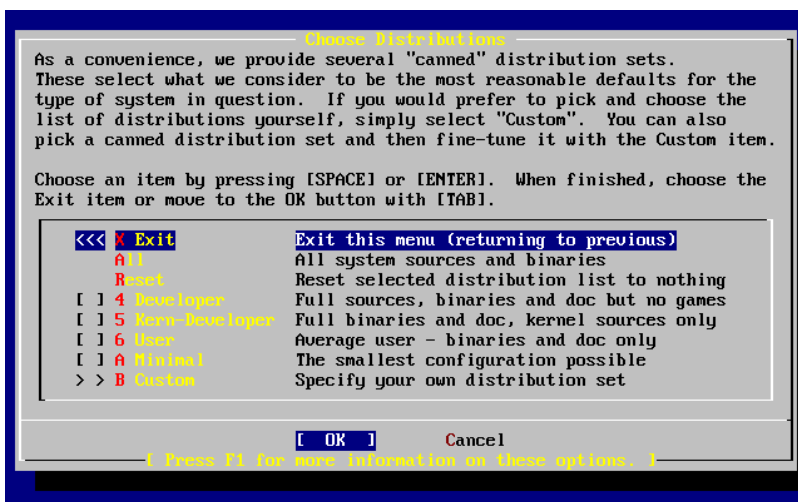 Choose Distributions
As a convenience, we provide several "canned" distribution sets.
These select what we consider to be the most reasonable defaults for the
type of system in question.  If you would prefer to pick and choose the
list of distributions yourself, simply select "Custom".  You can also
pick a canned distribution set and then fine-tune it with the Custom item.
Choose an item by pressing [SPACE] or [ENTER].  When finished, choose the
Exit item or move to the OK button with [TAB].
<<< X Exit Exit this menu (returning to previous)
All All system sources and binaries
Reset Reset selected distribution list to nothing
[ ] 4 Developer Full sources, binaries and doc but no games
[ ] 5 Kern-Developer Full binaries and doc, kernel sources only
[ ] 6 User Average user - binaries and doc only
[ ] A Minimal The smallest configuration possible
> > B Custom Specify your own distribution set
[ OK ] Cancel
[ Press F1 for more information on these options. ]